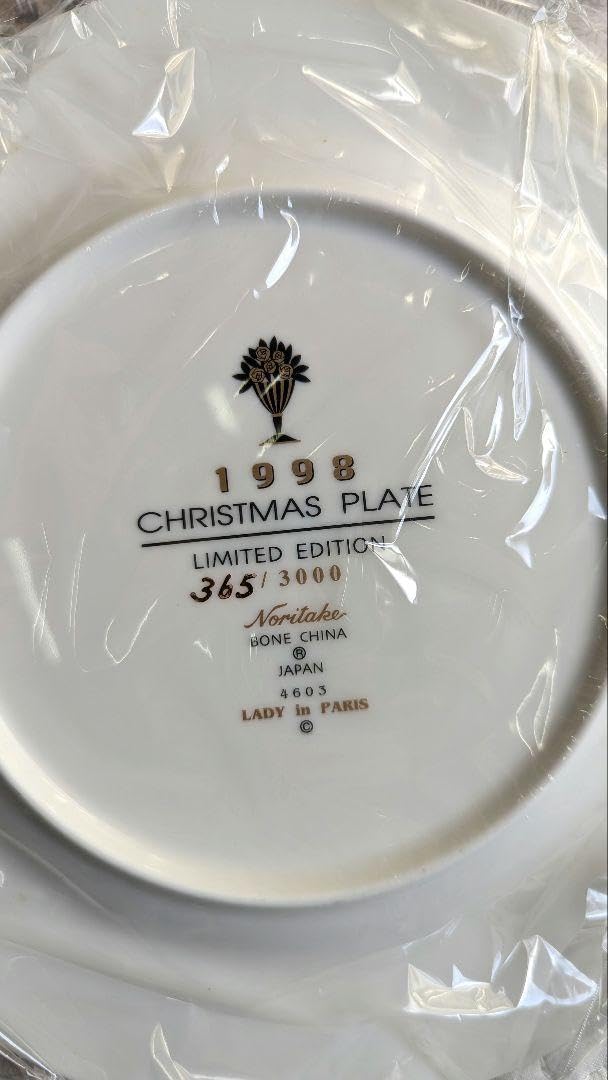 1998
CHRISTMAS PLATE
LIMITED EDITION
365/3000
Noritake
BONE CHINA
®
JAPAN
4603
LADY in PARIS
©